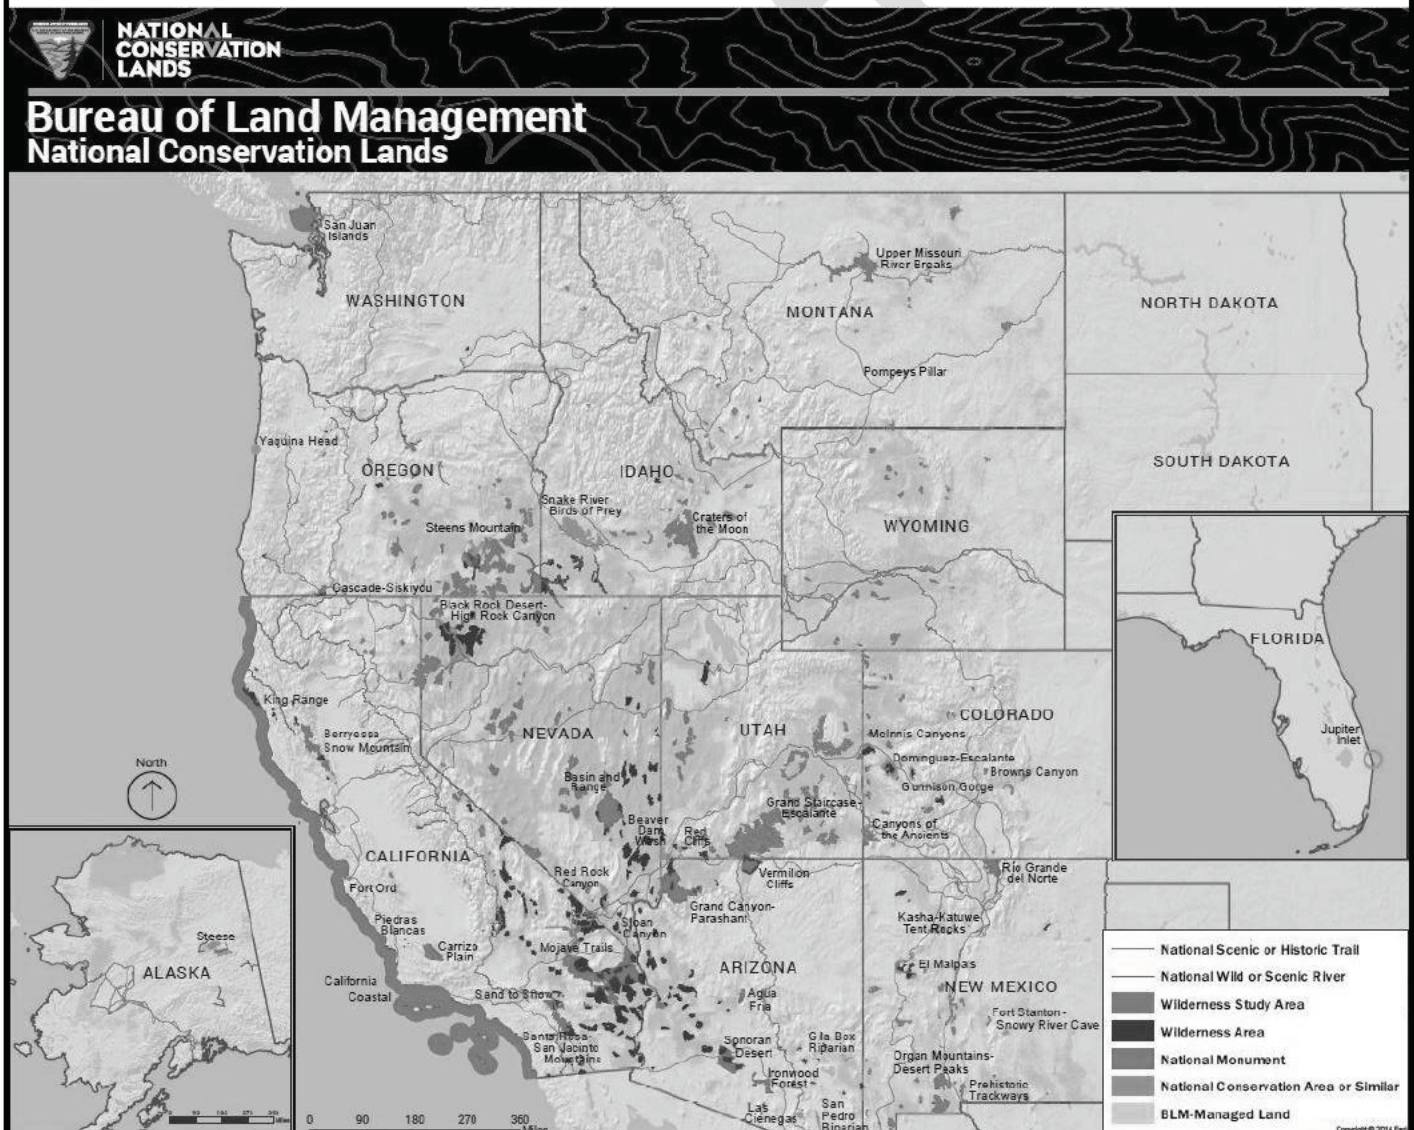 NATIONAL
CONSERVATION
LANDS
Bureau of Land Management
National Conservation Lands
San Juan
Islands
WASHINGTON
Upper Missouri
River Breaks
MONTANA
NORTH DAKOTA
Pompeys Pillar
Yaquina Head
OREGON
IDAHO
SOUTH DAKOTA
Snake River
Birds of Prey
Steens Mountain
Craters of
the Moon
WYOMING
Cascade-Siskiyou
Black Rock Desert-
High Rock Canyon
FLORIDA
King Range
Berryessa
Snow Mountain
NEVADA
UTAH
COLORADO
McInnis Canyons
Jupiter
Inlet
Dominguez-Escalante
Browns Canyon
Gunnison Gorge
North
Basin and
Range
Grand Staircase-
Escalante
Beaver
Dam
Wash
Red
Cliffs
Canyons of
the Ancients
CALIFORNIA
Red Rock
Canyon
Vermilion
Cliffs
Río Grande
del Norte
Fort Ord
Grand Canyon-
Parashant
Piedras
Blancas
Sloan
Canyon
Kasha-Katuwe
Tent Rocks
Steese
Carrizo
Plain
Mojave Trails
ALASKA
ARIZONA
El Malpais
NEW MEXICO
California
Coastal
Sand to Snow
Agua
Fria
Fort Stanton-
Snowy River Cave
Santa Rosa-
San Jacinto
Mountains
Sonoran
Desert
Gila Box
Riparian
Organ Mountains-
Desert Peaks
Ironwood
Forest
Prehistoric
Trackways
Las
Cienegas
San
Pedro
Riparian
0 90 180 270 360
Miles
National Scenic or Historic Trail
National Wild or Scenic River
Wilderness Study Area
Wilderness Area
National Monument
National Conservation Area or Similar
BLM-Managed Land